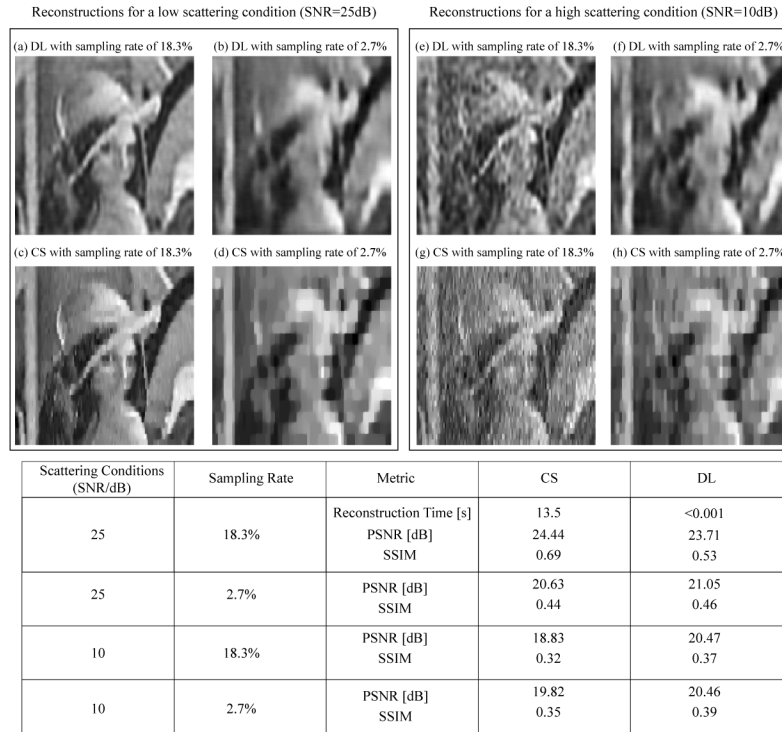 Reconstructions for a low scattering condition (SNR=25dB)
Reconstructions for a high scattering condition (SNR=10dB)
(a) DL with sampling rate of 18.3%
(b) DL with sampling rate of 2.7%
(e) DL with sampling rate of 18.3%
(f) DL with sampling rate of 2.7%
(c) CS with sampling rate of 18.3%
(d) CS with sampling rate of 2.7%
(g) CS with sampling rate of 18.3%
(h) CS with sampling rate of 2.7%
Scattering Conditions (SNR/dB) Sampling Rate Metric CS DL
25 18.3% Reconstruction Time [s] 13.5 <0.001
PSNR [dB] 24.44 23.71
SSIM 0.69 0.53
25 2.7% PSNR [dB] 20.63 21.05
SSIM 0.44 0.46
10 18.3% PSNR [dB] 18.83 20.47
SSIM 0.32 0.37
10 2.7% PSNR [dB] 19.82 20.46
SSIM 0.35 0.39